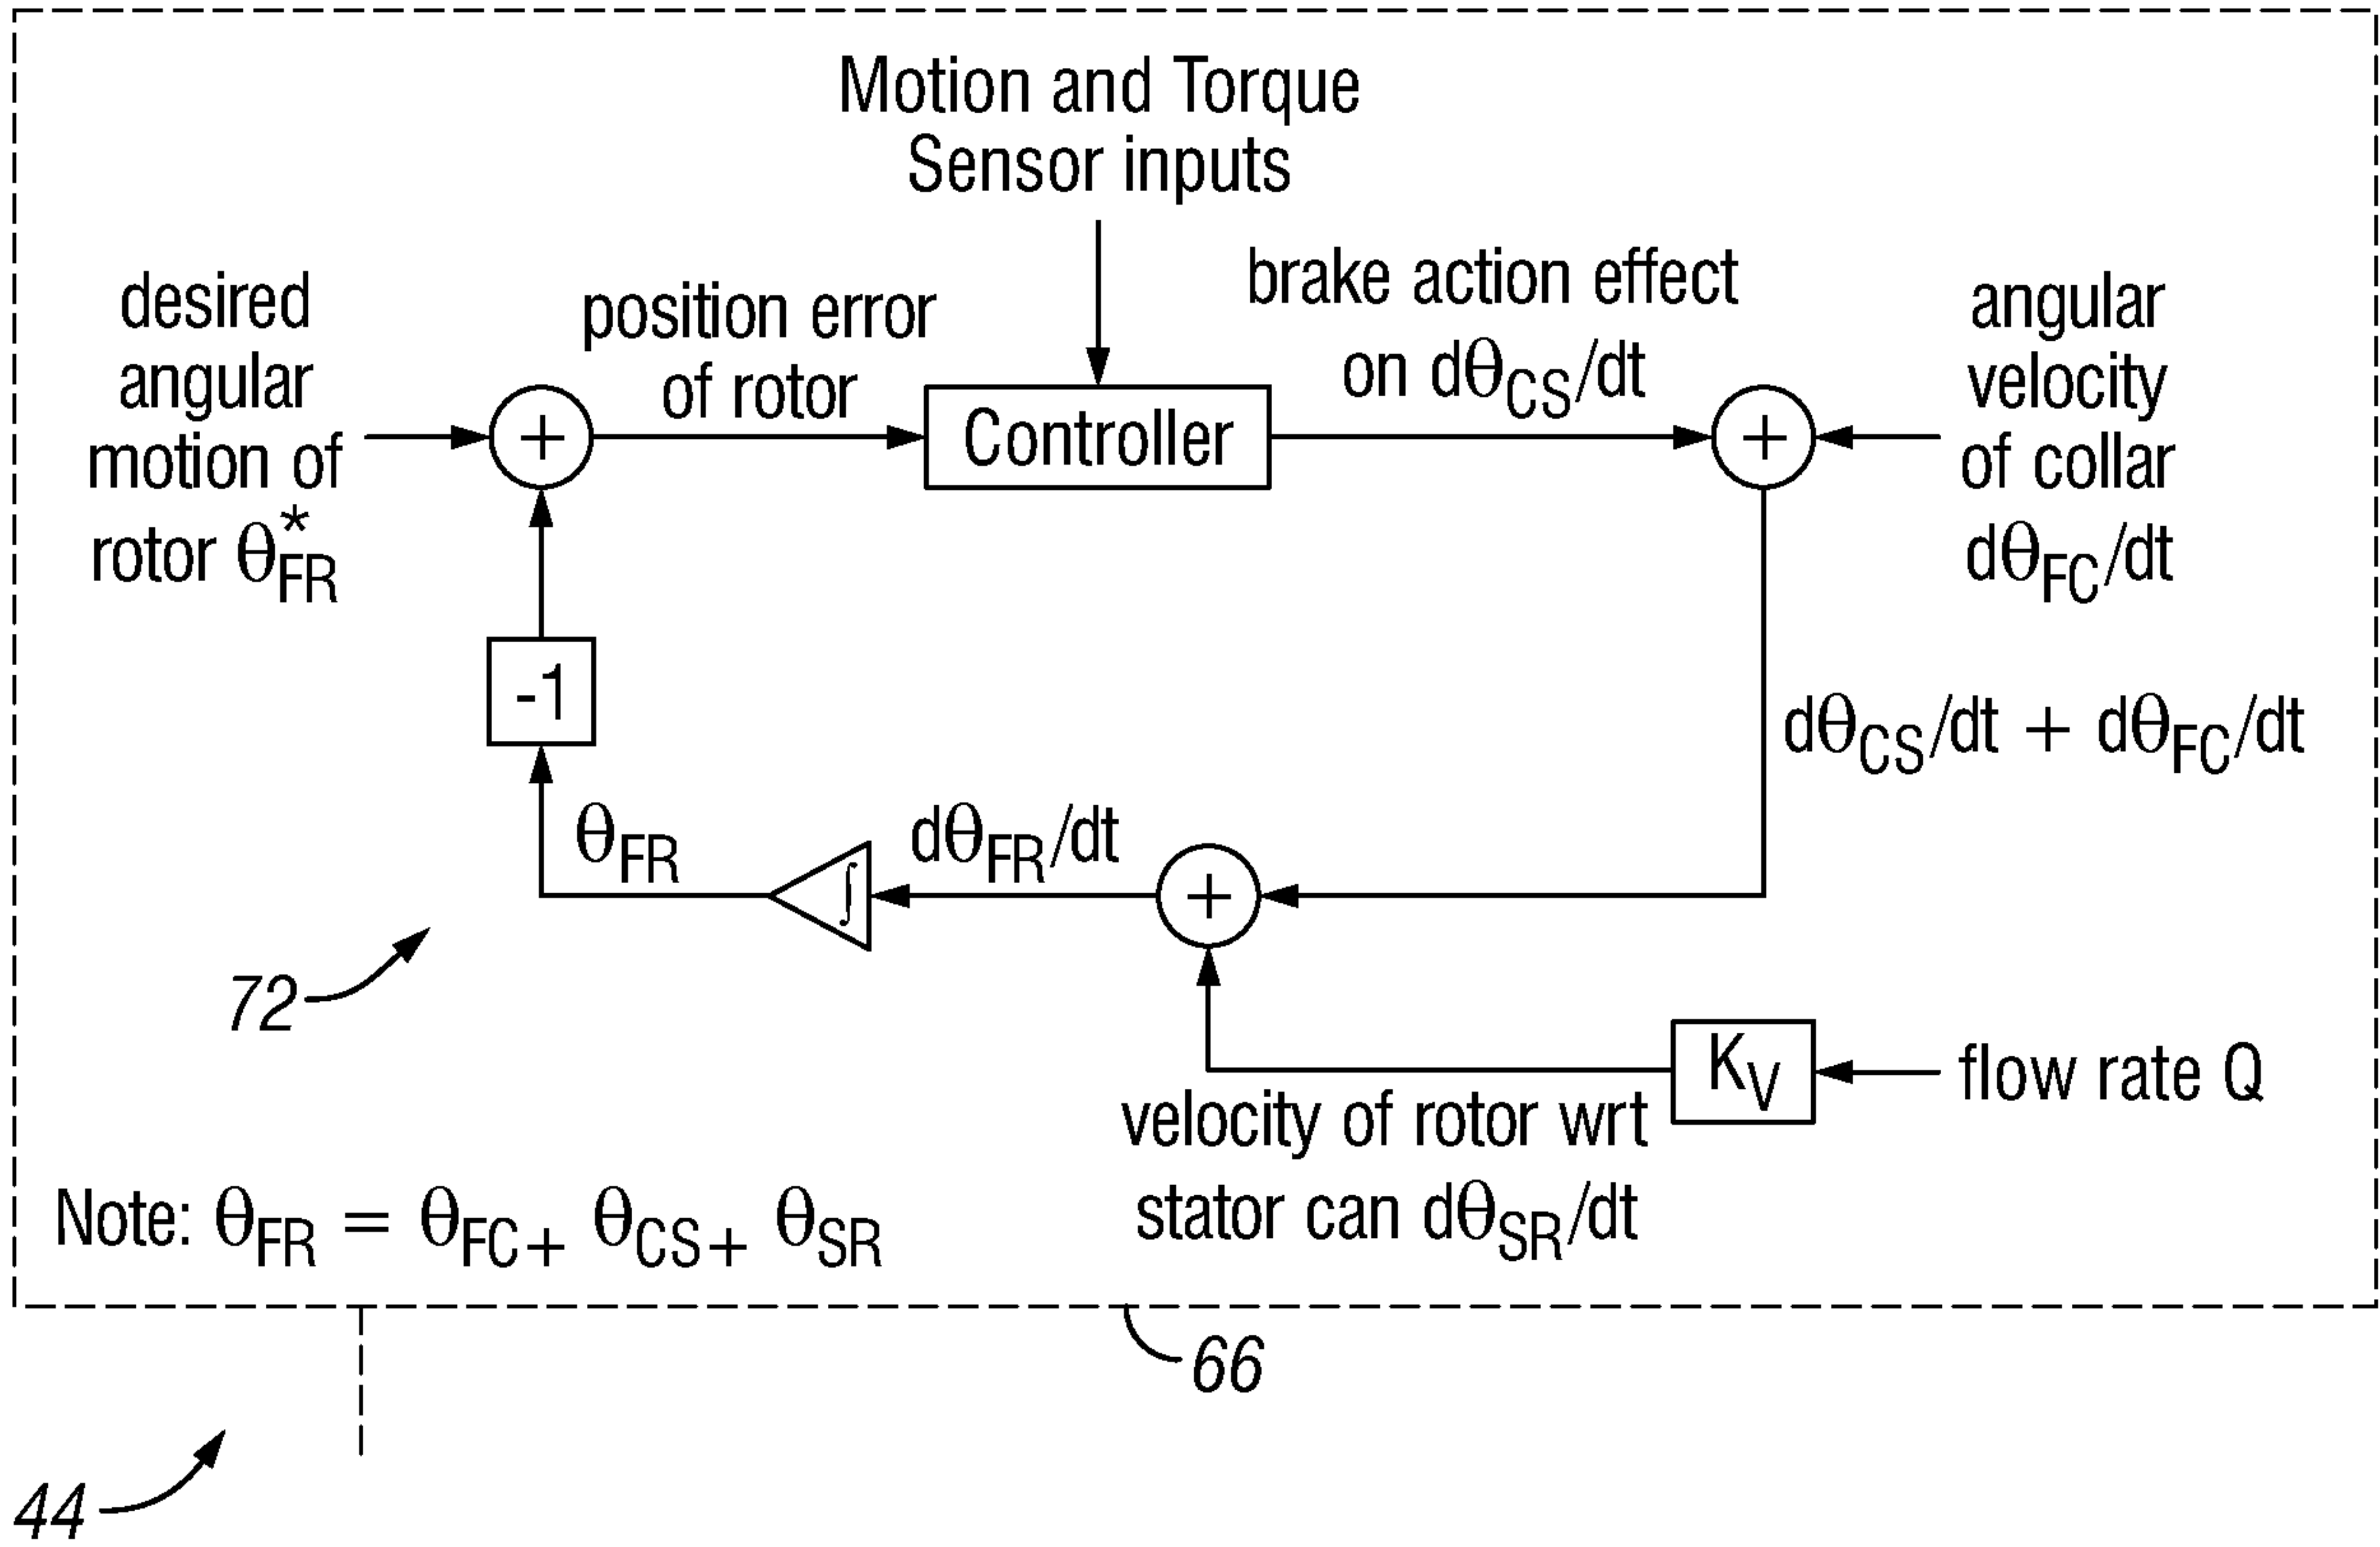 Motion and Torque
Sensor inputs
desired
angular
motion of
rotor θ*FR
position error
of rotor
+
Controller
brake action effect
on dθCS/dt
+
angular
velocity
of collar
dθFC/dt
-1
dθCS/dt + dθFC/dt
θFR
∫
dθFR/dt
+
72
KV
flow rate Q
velocity of rotor wrt
stator can dθSR/dt
Note: θFR = θFC + θCS + θSR
66
44